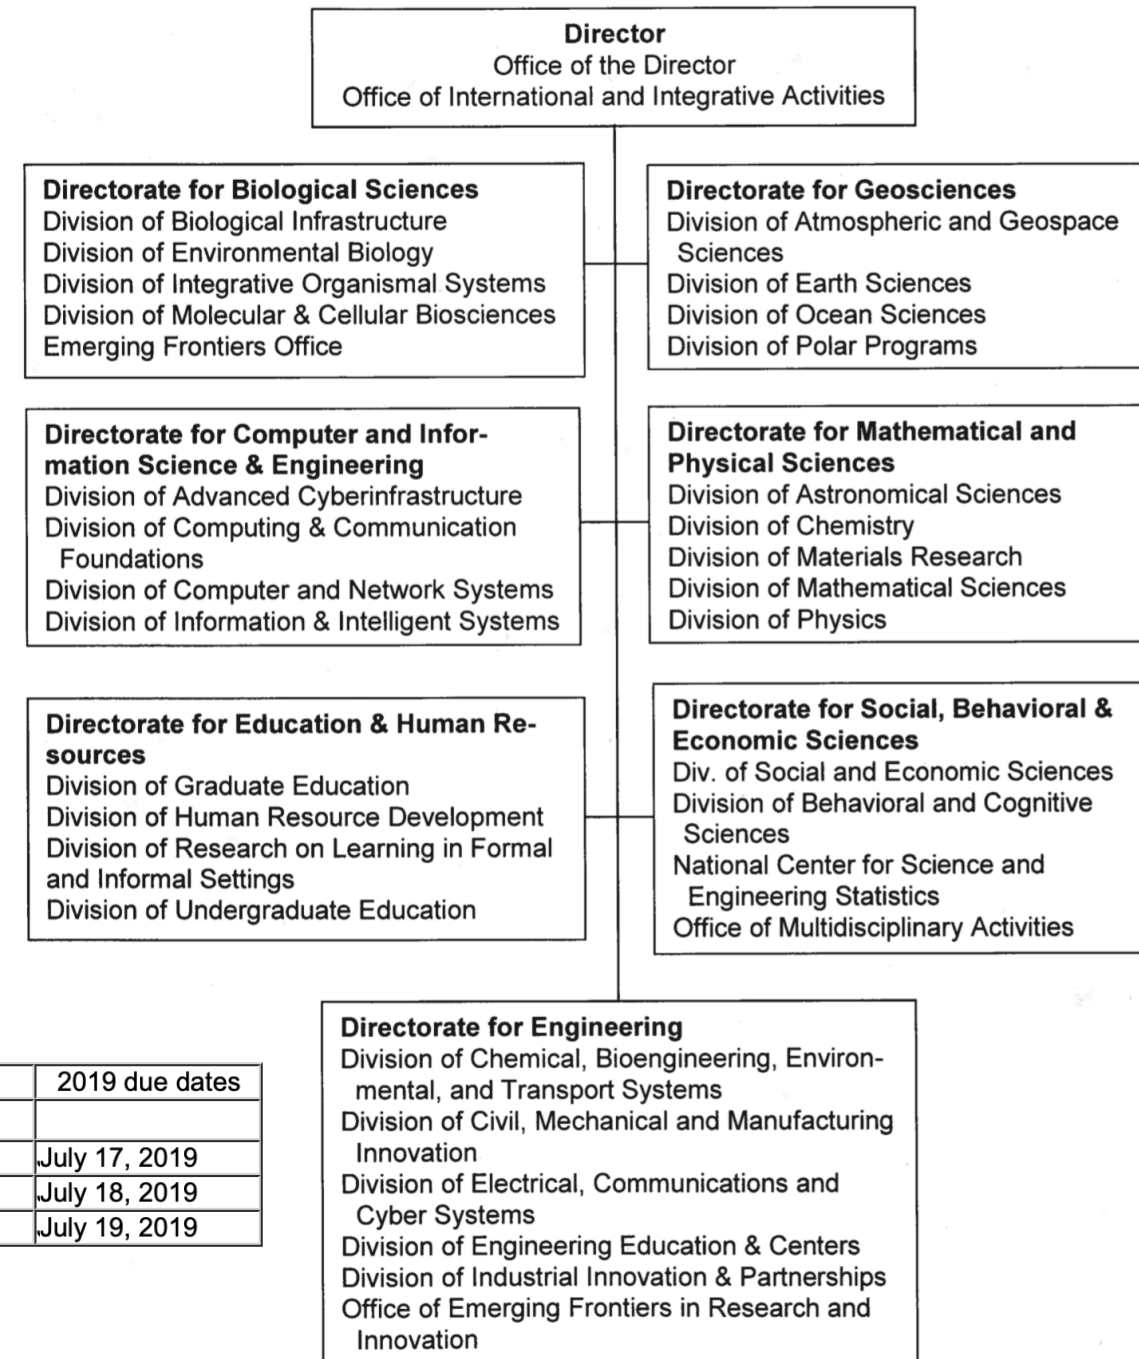 Director
Office of the Director
Office of International and Integrative Activities
Directorate for Biological Sciences
Division of Biological Infrastructure
Division of Environmental Biology
Division of Integrative Organismal Systems
Division of Molecular & Cellular Biosciences
Emerging Frontiers Office
Directorate for Geosciences
Division of Atmospheric and Geospace
Sciences
Division of Earth Sciences
Division of Ocean Sciences
Division of Polar Programs
Directorate for Computer and Infor-
mation Science & Engineering
Division of Advanced Cyberinfrastructure
Division of Computing & Communication
Foundations
Division of Computer and Network Systems
Division of Information & Intelligent Systems
Directorate for Mathematical and
Physical Sciences
Division of Astronomical Sciences
Division of Chemistry
Division of Materials Research
Division of Mathematical Sciences
Division of Physics
Directorate for Education & Human Re-
sources
Division of Graduate Education
Division of Human Resource Development
Division of Research on Learning in Formal
and Informal Settings
Division of Undergraduate Education
Directorate for Social, Behavioral &
Economic Sciences
Div. of Social and Economic Sciences
Division of Behavioral and Cognitive
Sciences
National Center for Science and
Engineering Statistics
Office of Multidisciplinary Activities
Directorate for Engineering
Division of Chemical, Bioengineering, Environ-
mental, and Transport Systems
Division of Civil, Mechanical and Manufacturing
Innovation
Division of Electrical, Communications and
Cyber Systems
Division of Engineering Education & Centers
Division of Industrial Innovation & Partnerships
Office of Emerging Frontiers in Research and
Innovation
2019 due dates
July 17, 2019
July 18, 2019
July 19, 2019